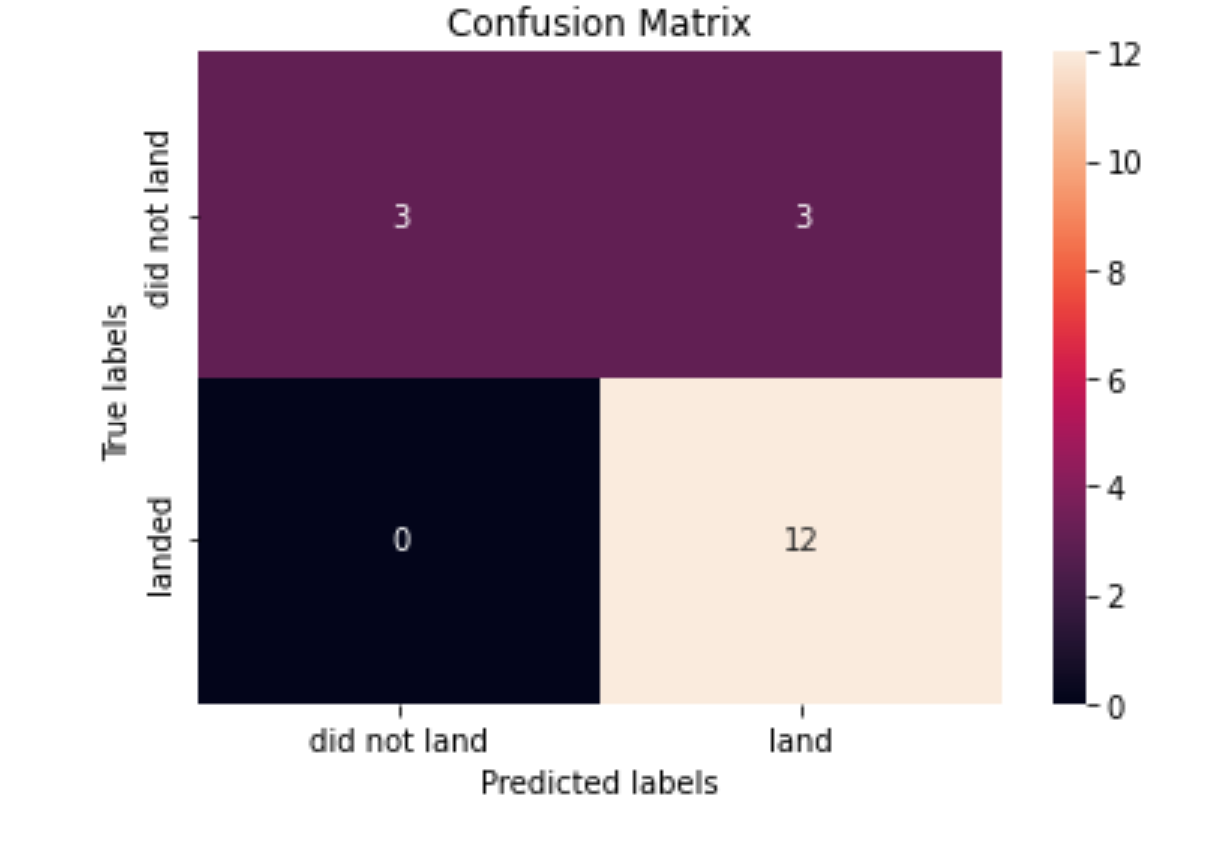 Confusion Matrix
True labels
did not land
landed
3 3
0 12
did not land land
Predicted labels
12
10
8
6
4
2
0